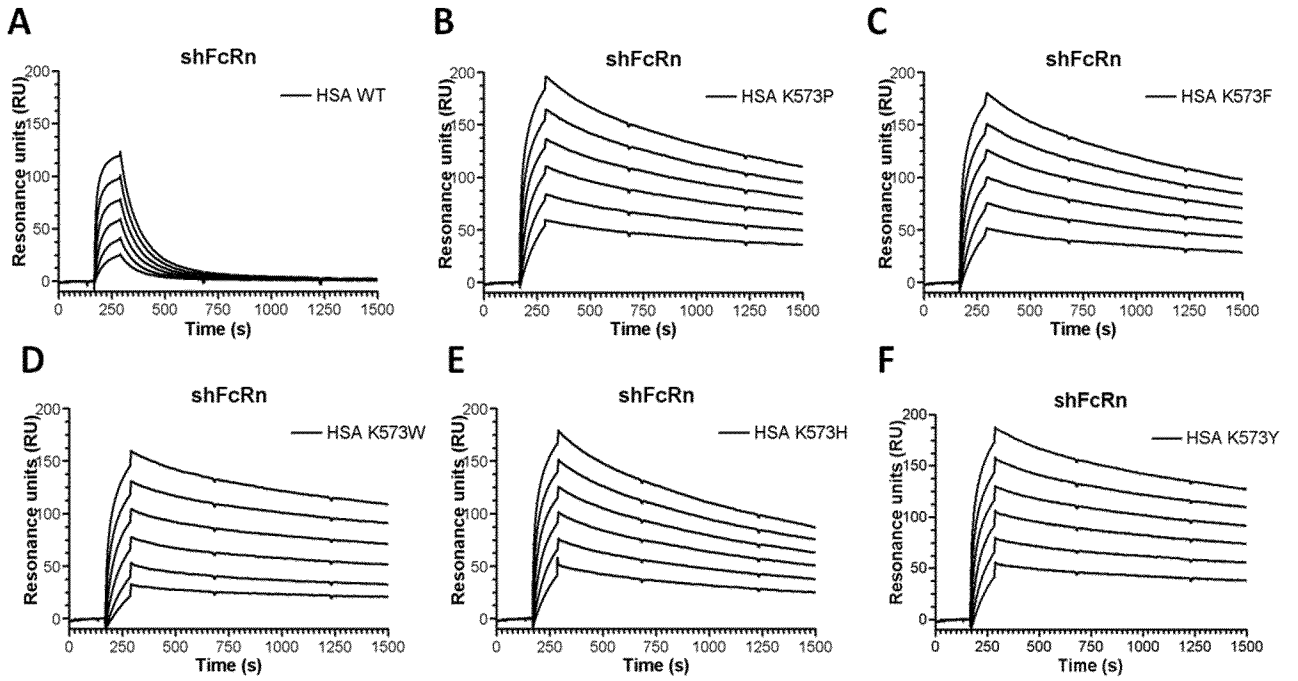 A
shFcRn
HSA WT
Resonance units (RU)
200
150
100
50
0
0 250 500 750 1000 1250 1500
Time (s)
B
shFcRn
HSA K573P
Resonance units (RU)
200
150
100
50
0
0 250 500 750 1000 1250 1500
Time (s)
C
shFcRn
HSA K573F
Resonance units (RU)
200
150
100
50
0
0 250 500 750 1000 1250 1500
Time (s)
D
shFcRn
HSA K573W
Resonance units (RU)
200
150
100
50
0
0 250 500 750 1000 1250 1500
Time (s)
E
shFcRn
HSA K573H
Resonance units (RU)
200
150
100
50
0
0 250 500 750 1000 1250 1500
Time (s)
F
shFcRn
HSA K573Y
Resonance units (RU)
200
150
100
50
0
0 250 500 750 1000 1250 1500
Time (s)